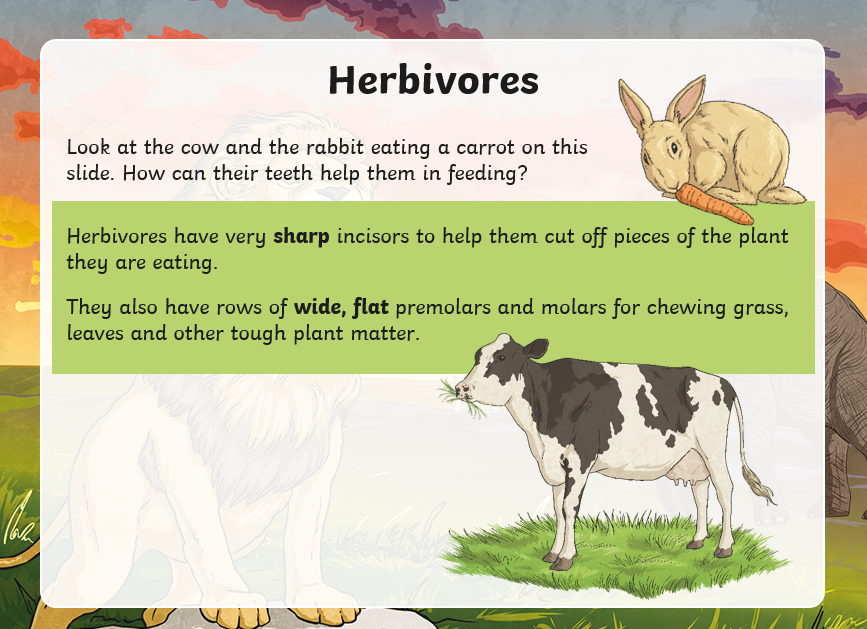 Herbivores
Look at the cow and the rabbit eating a carrot on this
slide. How can their teeth help them in feeding?
Herbivores have very sharp incisors to help them cut off pieces of the plant
they are eating.
They also have rows of wide, flat premolars and molars for chewing grass,
leaves and other tough plant matter.